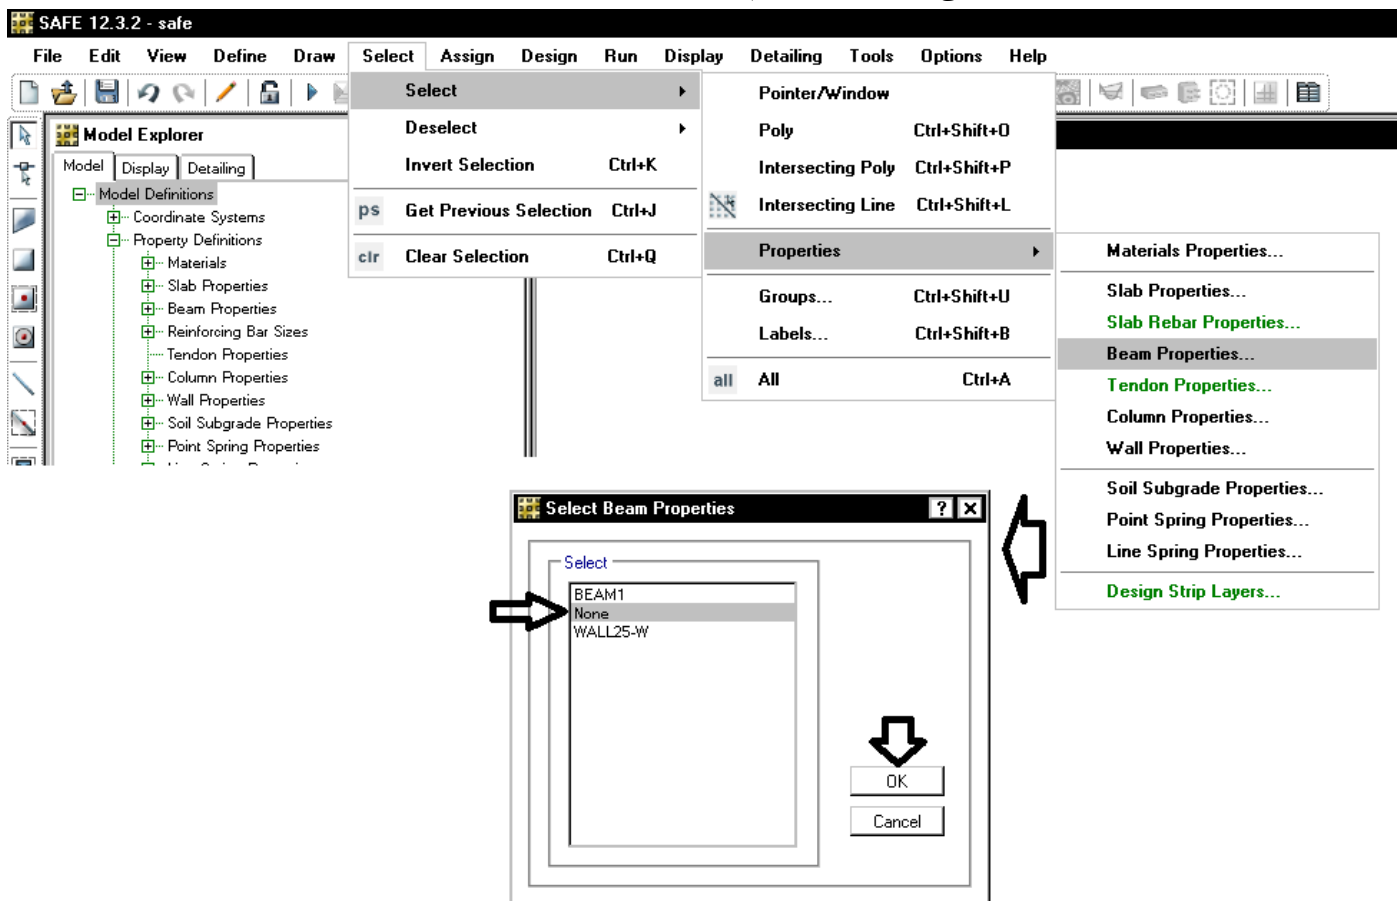 SAFE 12.3.2 - safe
File Edit View Define Draw Select Assign Design Run Display Detailing Tools Options Help
Model Explorer
Model Display Detailing
Model Definitions
Coordinate Systems
Property Definitions
Materials
Slab Properties
Beam Properties
Reinforcing Bar Sizes
Tendon Properties
Column Properties
Wall Properties
Soil Subgrade Properties
Point Spring Properties
Select
Deselect
Invert Selection Ctrl+K
ps Get Previous Selection Ctrl+J
clr Clear Selection Ctrl+Q
Pointer/Window
Poly Ctrl+Shift+O
Intersecting Poly Ctrl+Shift+P
Intersecting Line Ctrl+Shift+L
Properties
Groups... Ctrl+Shift+U
Labels... Ctrl+Shift+B
all All Ctrl+A
Materials Properties...
Slab Properties...
Slab Rebar Properties...
Beam Properties...
Tendon Properties...
Column Properties...
Wall Properties...
Soil Subgrade Properties...
Point Spring Properties...
Line Spring Properties...
Design Strip Layers...
Select Beam Properties
Select
BEAM1
None
WALL25-W
OK
Cancel